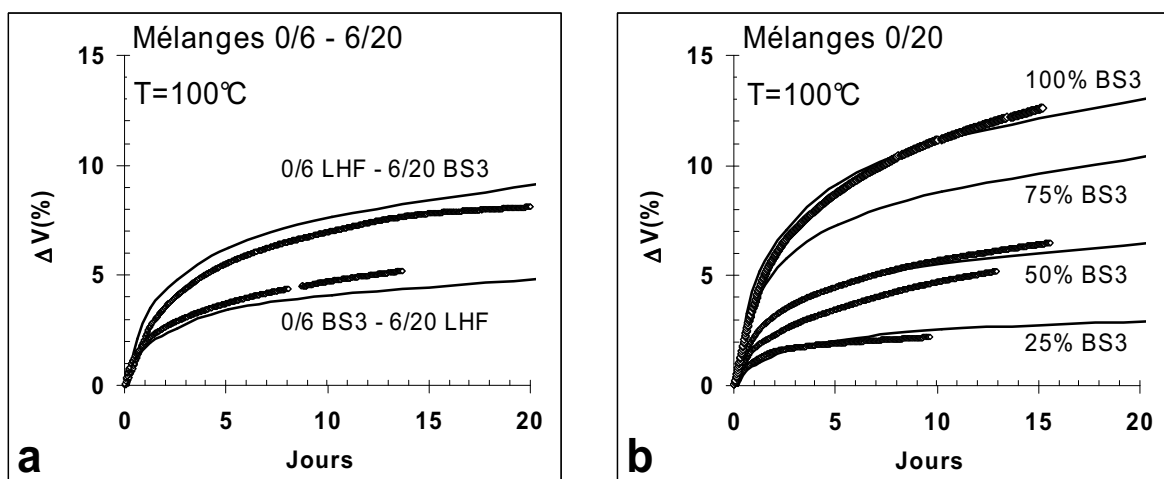 Mélanges 0/6 - 6/20
T=100°C
15
10
5
0
ΔV(%)
0/6 LHF - 6/20 BS3
0/6 BS3 - 6/20 LHF
0
5
10
15
20
Jours
a
Mélanges 0/20
T=100°C
15
10
5
0
ΔV(%)
100% BS3
75% BS3
50% BS3
25% BS3
0
5
10
15
20
Jours
b